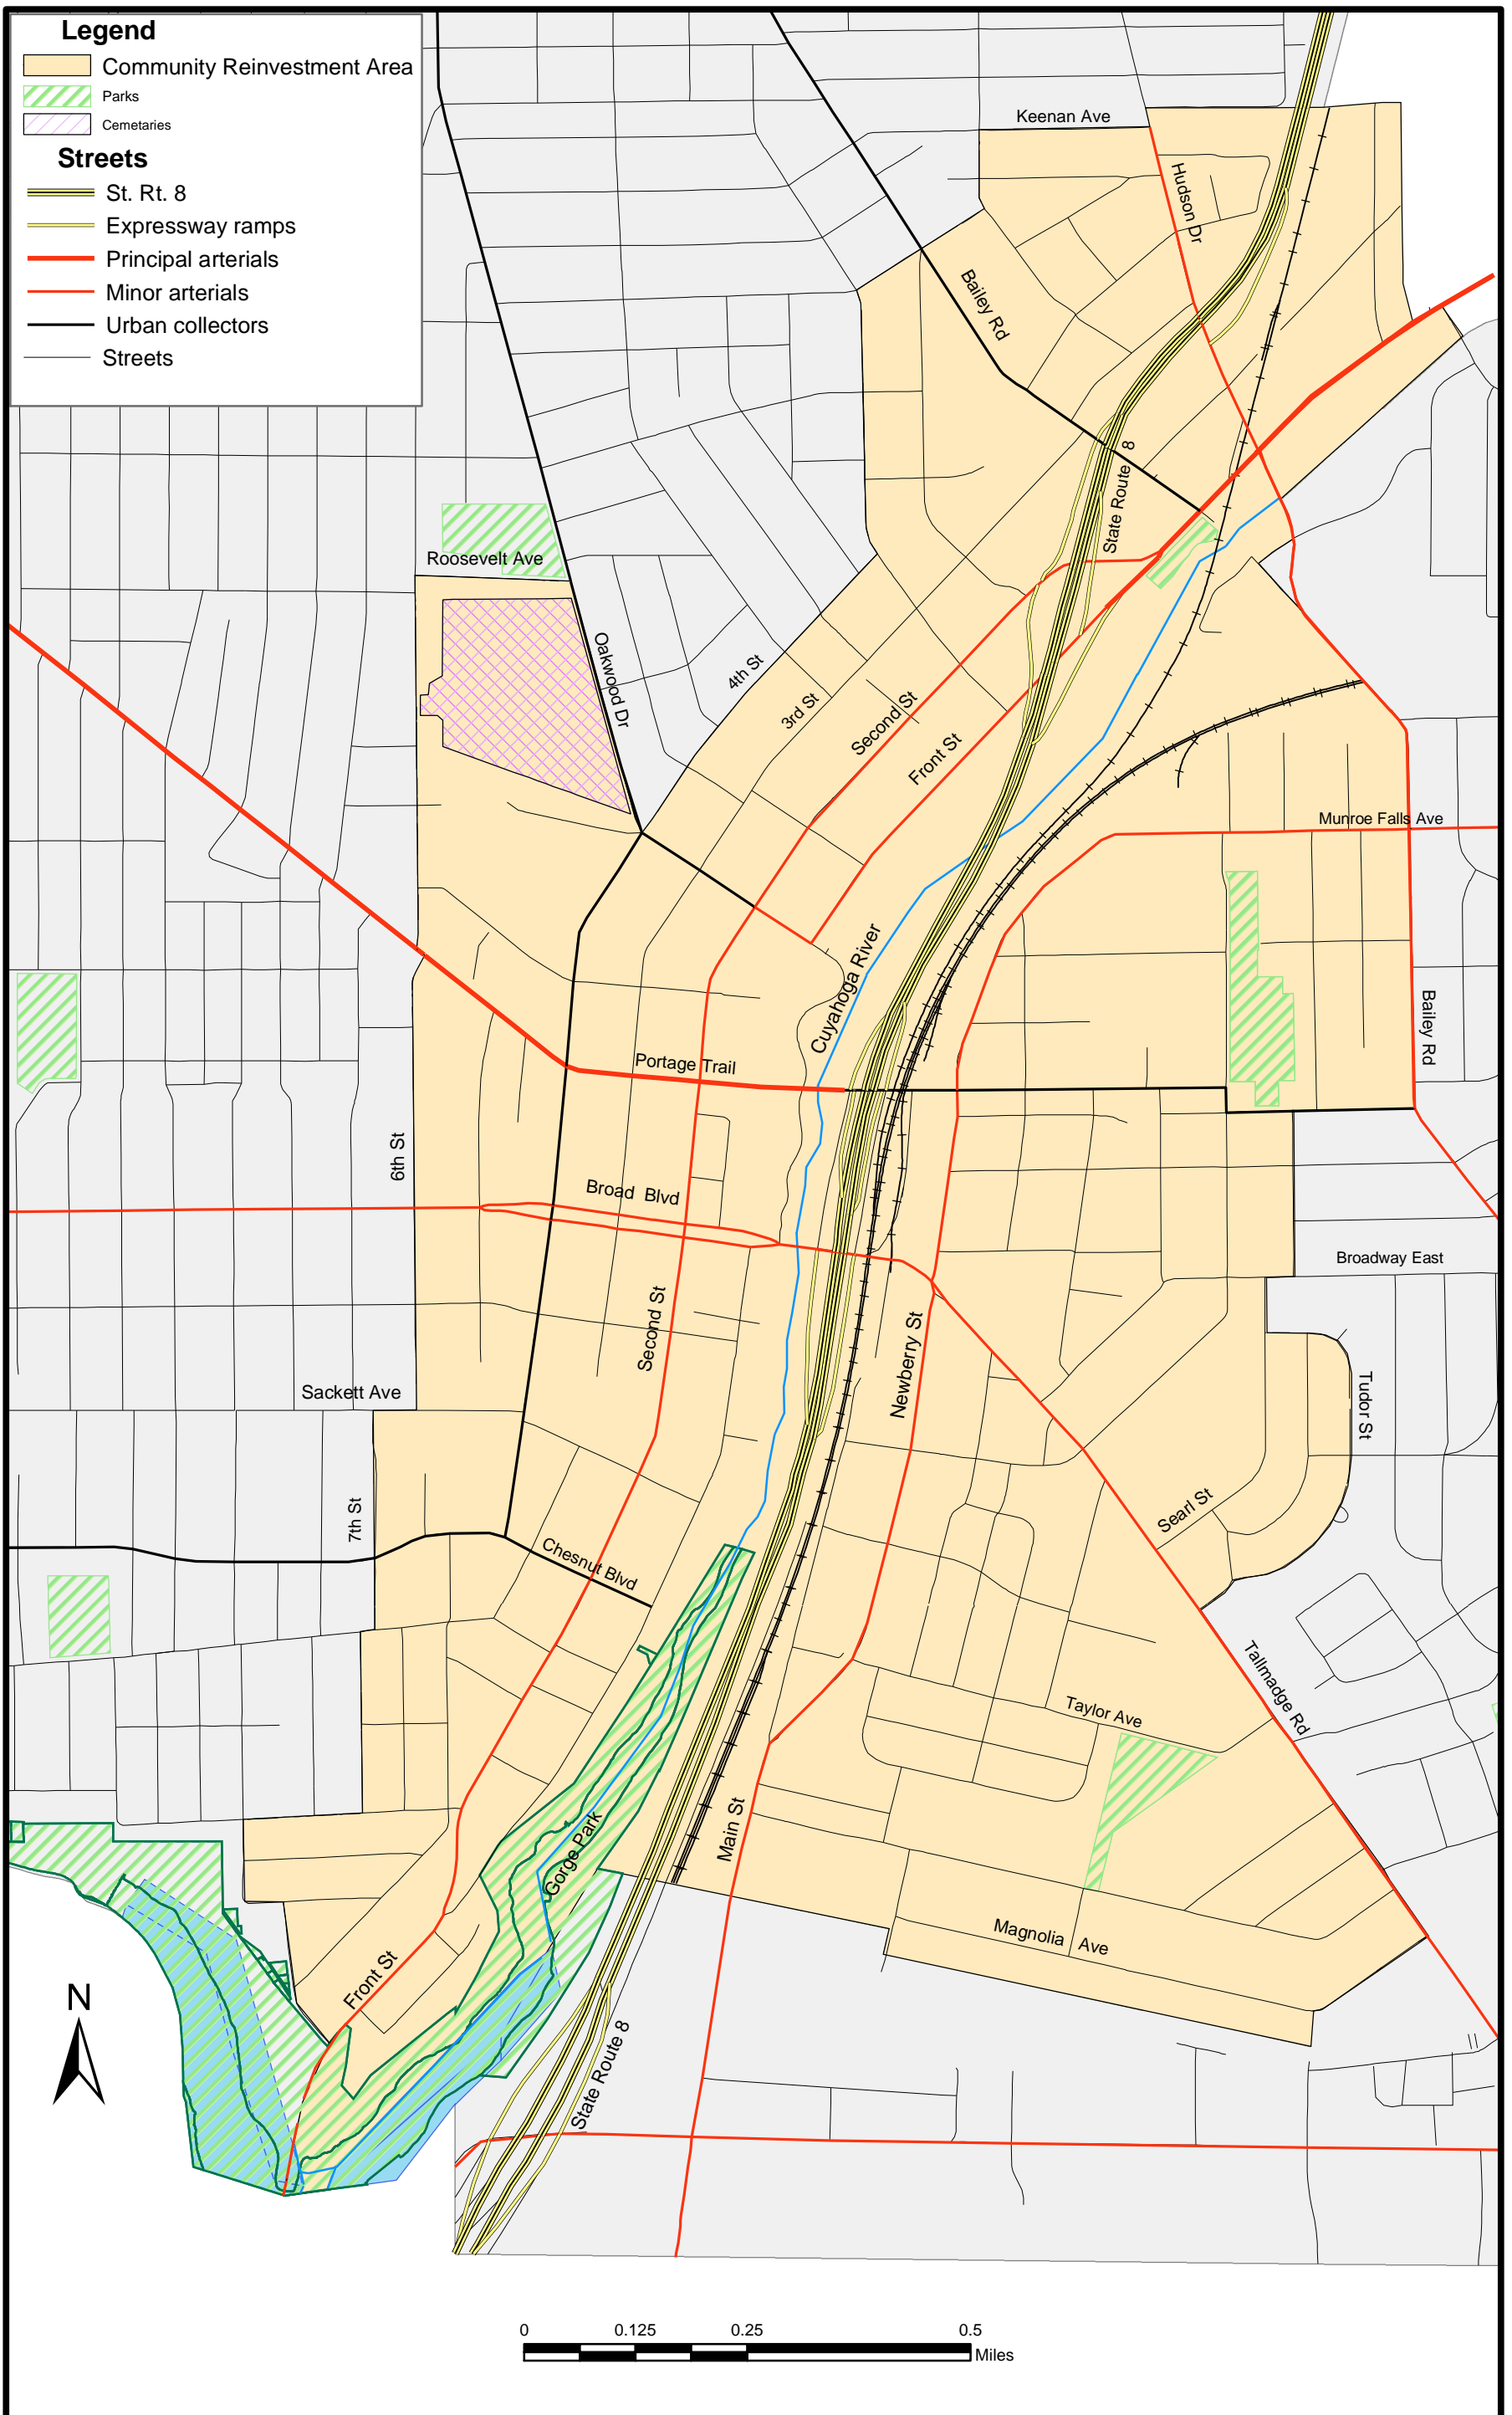 Legend
Community Reinvestment Area
Parks
Cemetaries
Streets
St. Rt. 8
Expressway ramps
Principal arterials
Minor arterials
Urban collectors
Streets
Keenan Ave
Hudson Dr
Bailey Rd
State Route 8
Roosevelt Ave
Oakwood Dr
4th St
3rd St
Second St
Front St
Munroe Falls Ave
Cuyahoga River
Bailey Rd
Portage Trail
6th St
Broad Blvd
Broadway East
Second St
Newberry St
Sackett Ave
Tudor St
7th St
Searl St
Chesnut Blvd
Tallmadge Rd
Taylor Ave
Main St
Gorge Park
Magnolia Ave
Front St
N
State Route 8
0 0.125 0.25 0.5
Miles